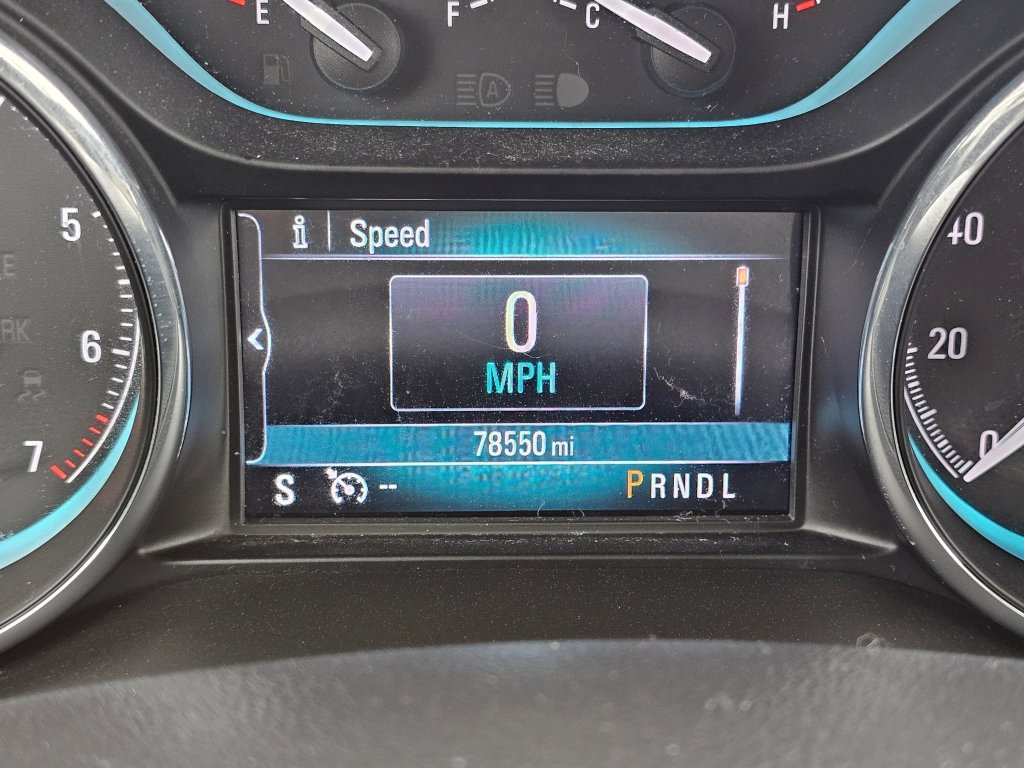 E F C H
A
i Speed
5 40
0
6 20
MPH
7 78550 mi 0
S -- PRNDL